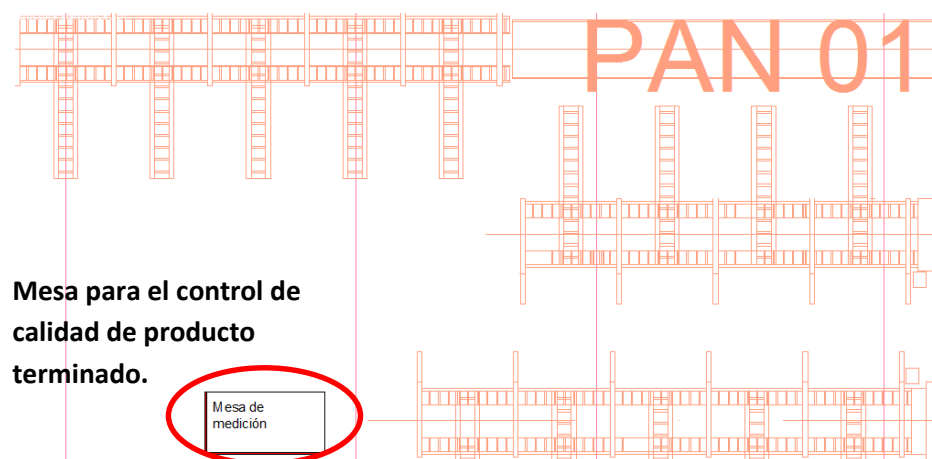 PAN 01
Mesa para el control de
calidad de producto
terminado.
Mesa de
medición